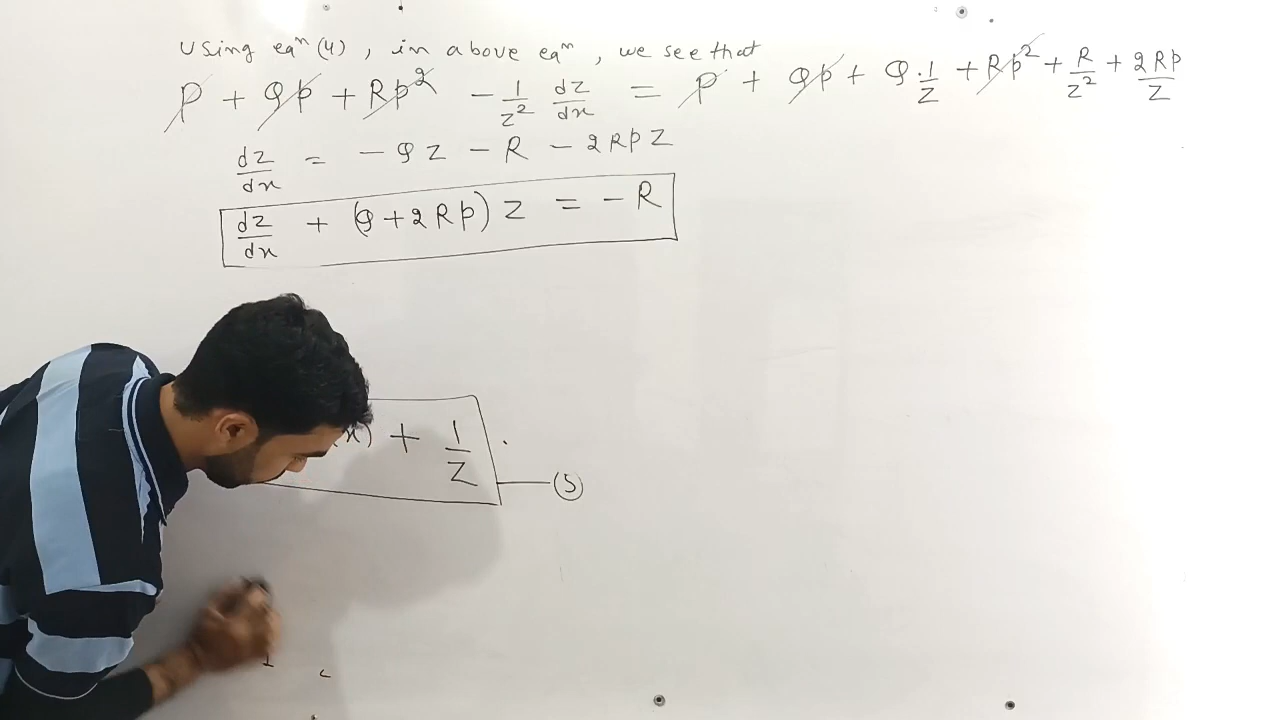 Using eqⁿ (4) , in above eqⁿ , we see that
P + Qp + Rp² - 1/z² dz/dx = P + Qp + Q·1/z + Rp² + R/z² + 2Rp/z
dz/dx = - Qz - R - 2Rpz
dz/dx + (Q+2Rp) z = -R
x) + 1/z
(5)